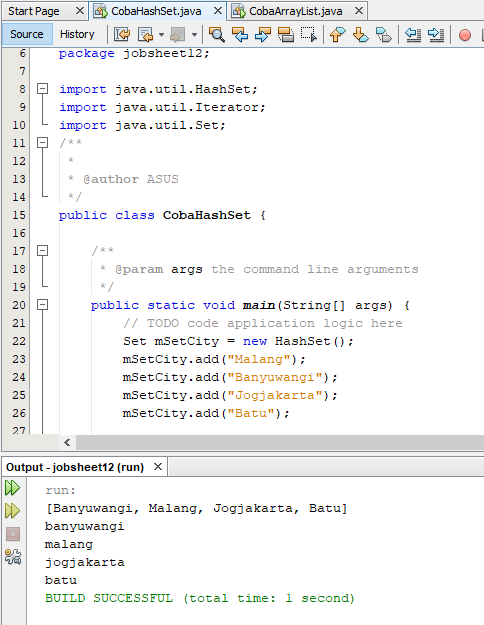 Start Page CobaHashSet.java CobaArrayList.java
Source History
6 package jobsheet12;
7
8 import java.util.HashSet;
9 import java.util.Iterator;
10 import java.util.Set;
11 /**
12 *
13 * @author ASUS
14 */
15 public class CobaHashSet {
16
17 /**
18 * @param args the command line arguments
19 */
20 public static void main(String[] args) {
21 // TODO code application logic here
22 Set mSetCity = new HashSet();
23 mSetCity.add("Malang");
24 mSetCity.add("Banyuwangi");
25 mSetCity.add("Jogjakarta");
26 mSetCity.add("Batu");
27
Output - jobsheet12 (run)
run:
[Banyuwangi, Malang, Jogjakarta, Batu]
banyuwangi
malang
jogjakarta
batu
BUILD SUCCESSFUL (total time: 1 second)